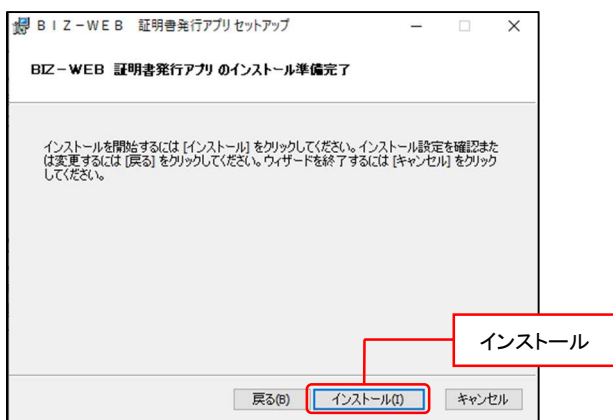 ＢＩＺ－ＷＥＢ　証明書発行アプリ セットアップ
BIZ－WEB 証明書発行アプリ のインストール準備完了
インストールを開始するには [インストール] をクリックしてください。インストール設定を確認また
は変更するには [戻る] をクリックしてください。ウィザードを終了するには [キャンセル] をクリック
してください。
インストール
戻る(B) インストール(I) キャンセル